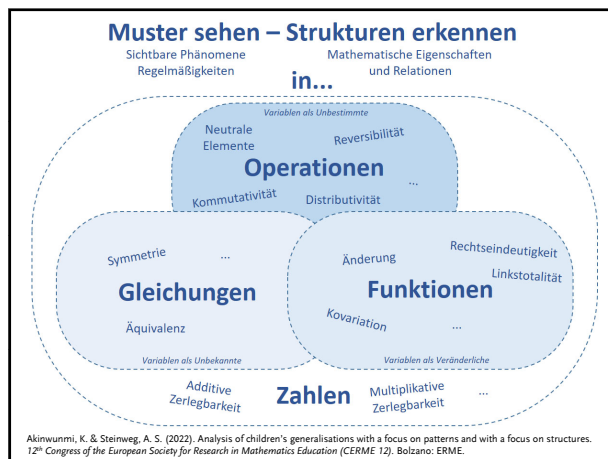 Muster sehen – Strukturen erkennen
Sichtbare Phänomene
Regelmäßigkeiten
Mathematische Eigenschaften
und Relationen
in...
Variablen als Unbestimmte
Neutrale
Elemente
Reversibilität
Operationen
...
Kommutativität
Distributivität
Symmetrie
...
Gleichungen
Äquivalenz
Variablen als Unbekannte
Änderung
Rechtseindeutigkeit
Linkstotalität
Funktionen
Kovariation
...
Variablen als Veränderliche
Additive
Zerlegbarkeit
Zahlen
Multiplikative
Zerlegbarkeit
...
Akinwunmi, K. & Steinweg, A. S. (2022). Analysis of children's generalisations with a focus on patterns and with a focus on structures.
12th Congress of the European Society for Research in Mathematics Education (CERME 12). Bolzano: ERME.